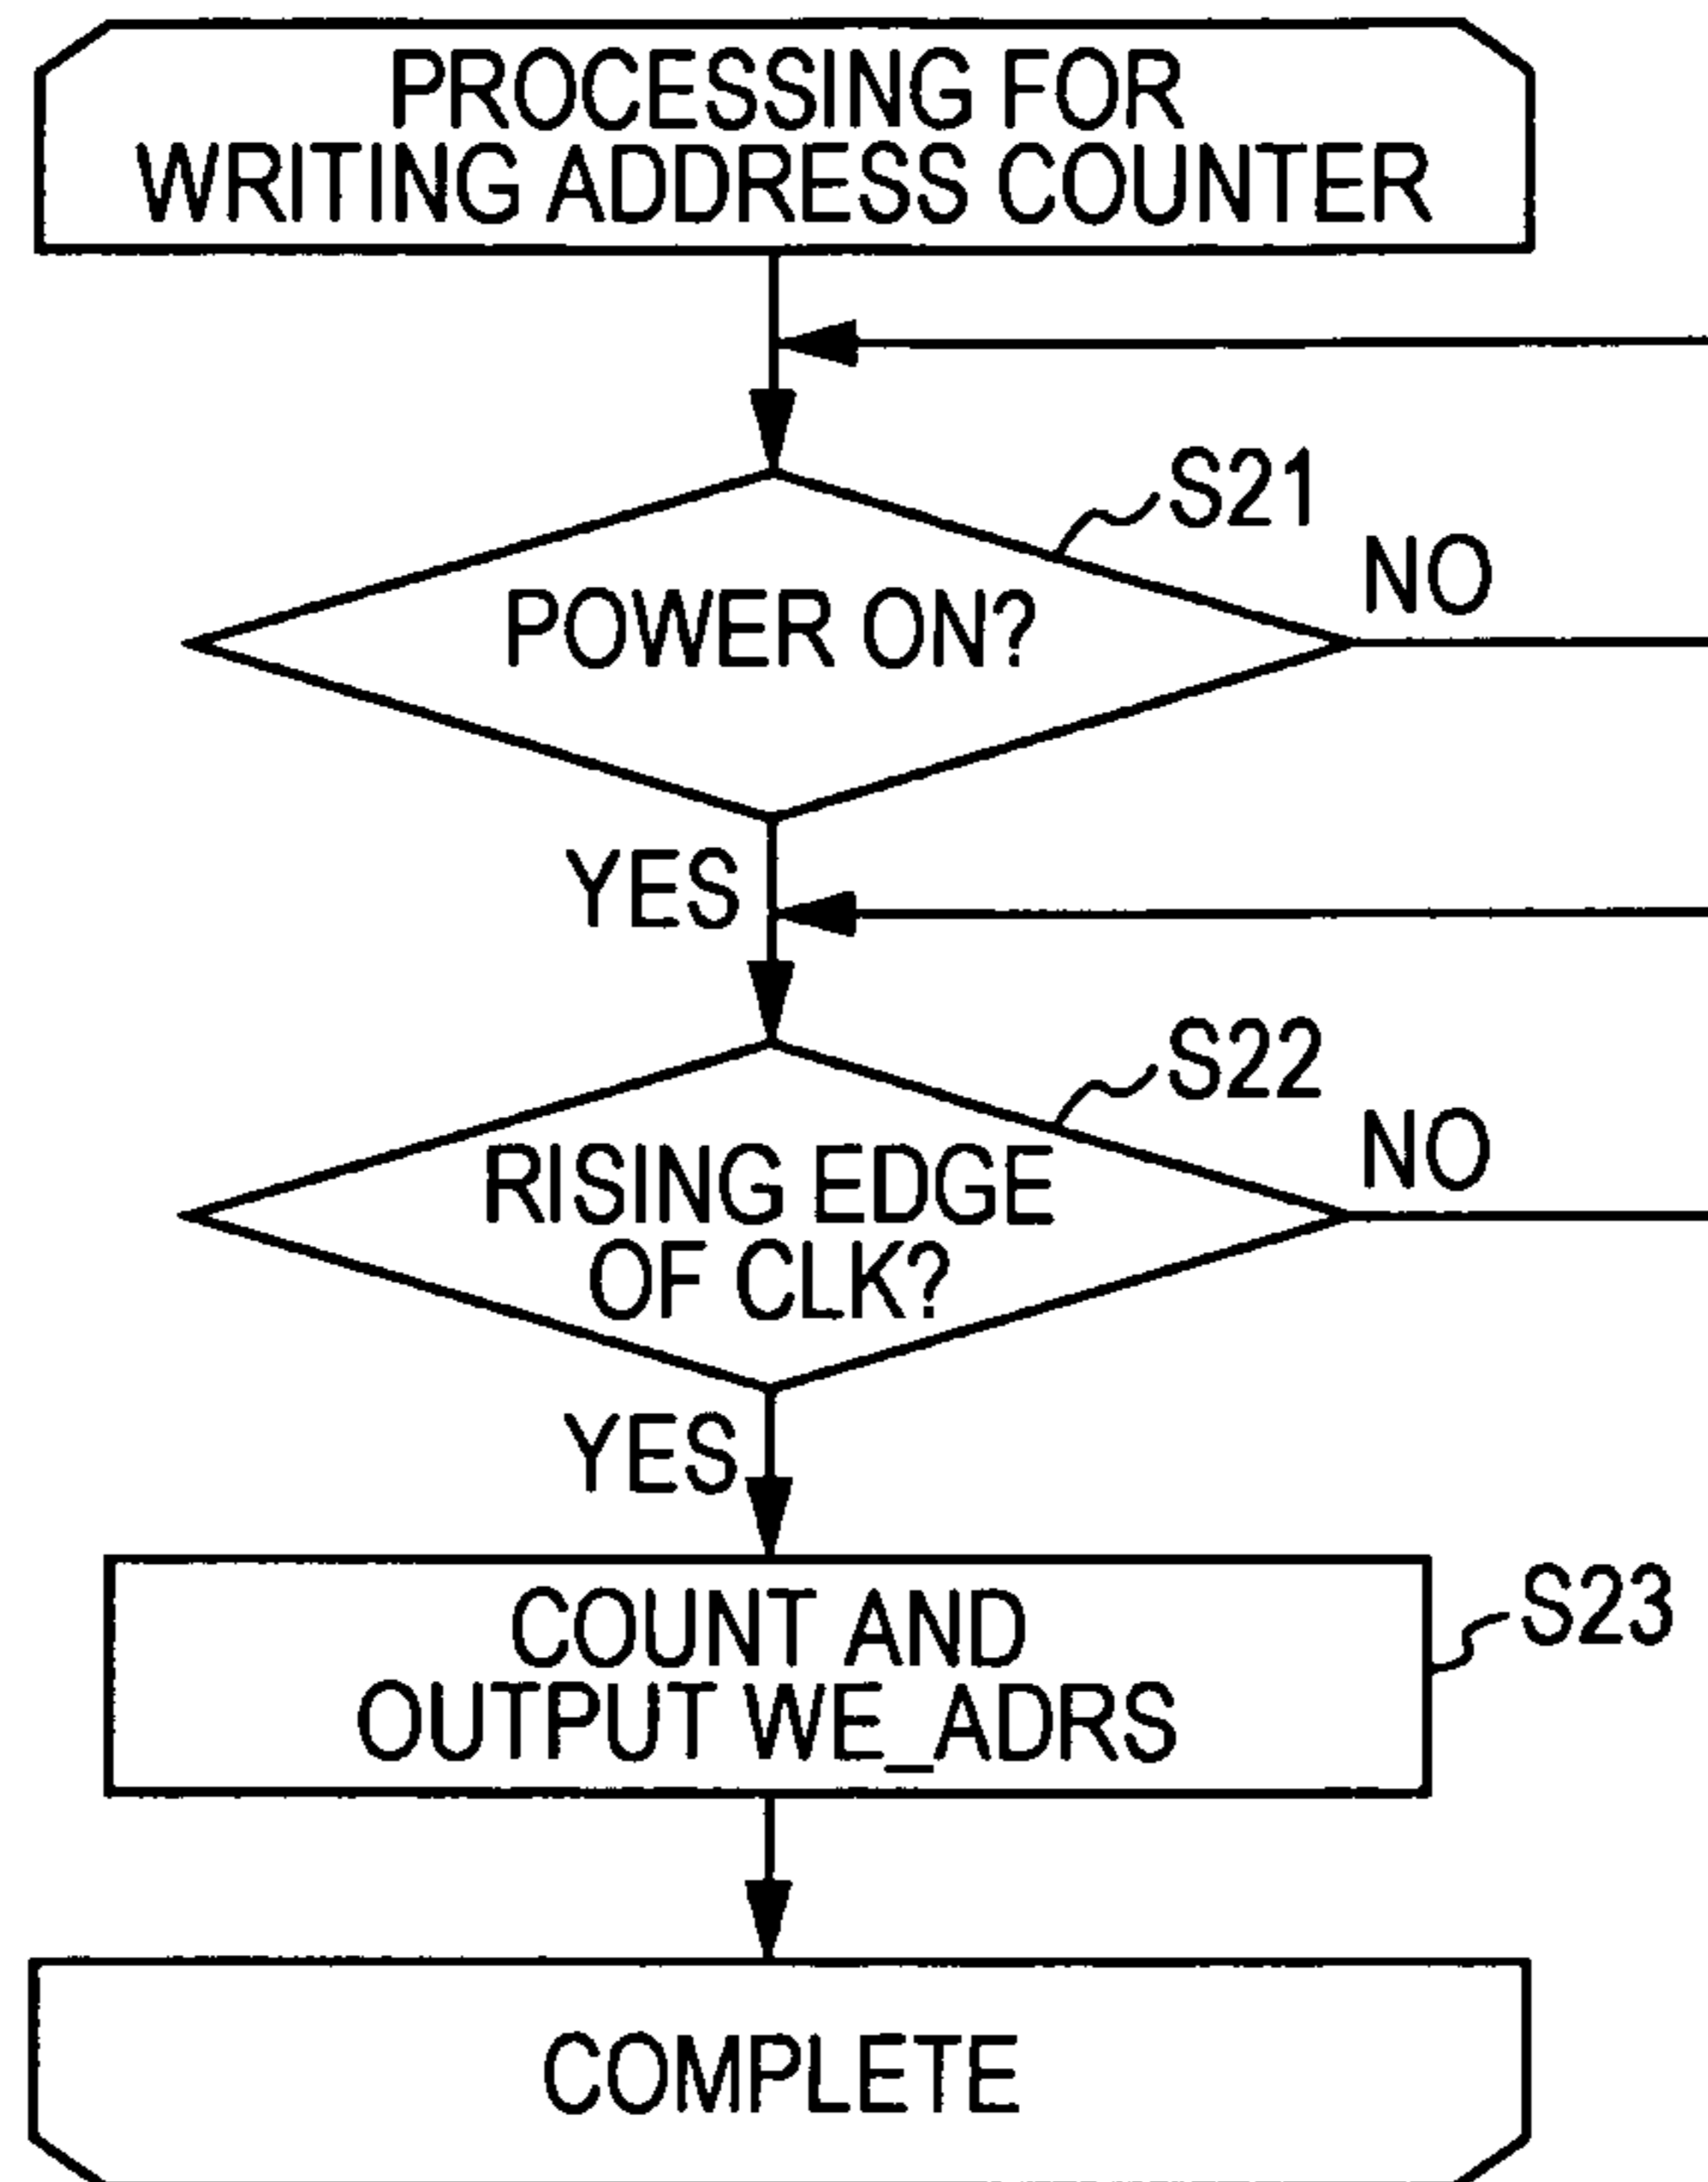 PROCESSING FOR
WRITING ADDRESS COUNTER
S21
NO
POWER ON?
YES
S22
NO
RISING EDGE
OF CLK?
YES
COUNT AND
OUTPUT WE_ADRS
S23
COMPLETE